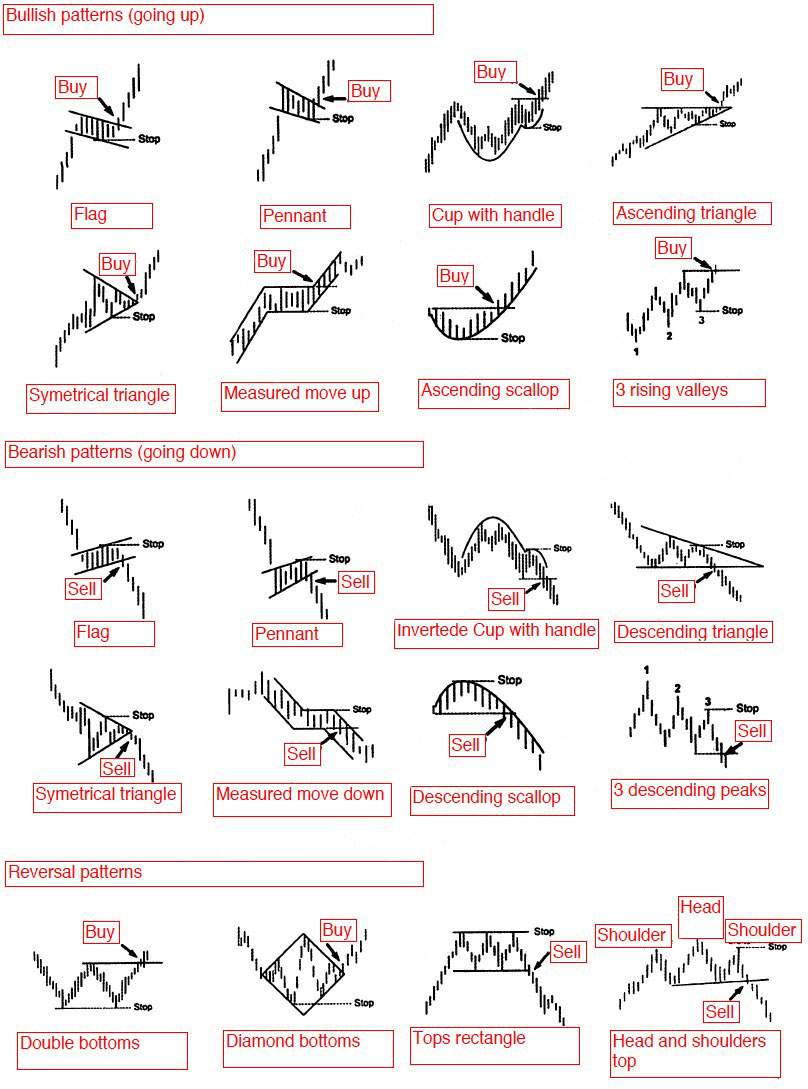 Bullish patterns (going up)
Buy
Stop
Flag
Buy
Stop
Pennant
Buy
Stop
Cup with handle
Buy
Stop
Ascending triangle
Buy
Stop
Symetrical triangle
Buy
Stop
Measured move up
Buy
Stop
Ascending scallop
Buy
1
2
3
Stop
3 rising valleys
Bearish patterns (going down)
Stop
Sell
Flag
Stop
Sell
Pennant
Stop
Sell
Invertede Cup with handle
Stop
Sell
Descending triangle
Stop
Sell
Symetrical triangle
Stop
Sell
Measured move down
Stop
Sell
Descending scallop
1
2
3
Stop
Sell
3 descending peaks
Reversal patterns
Buy
Stop
Double bottoms
Buy
Stop
Diamond bottoms
Stop
Sell
Tops rectangle
Head
Shoulder
Shoulder
Stop
Sell
Head and shoulders
top